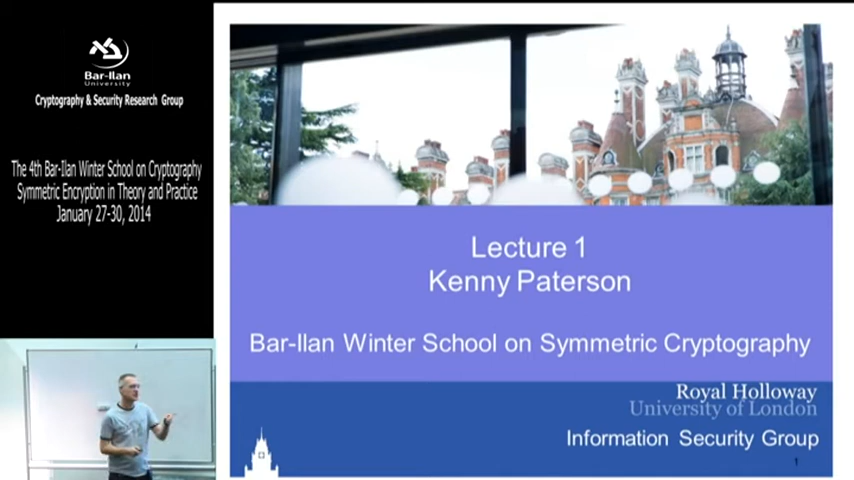 Bar-Ilan
University
Cryptography & Security Research Group
The 4th Bar-Ilan Winter School on Cryptography
Symmetric Encryption in Theory and Practice
January 27-30, 2014
Lecture 1
Kenny Paterson
Bar-Ilan Winter School on Symmetric Cryptography
Royal Holloway
University of London
Information Security Group
1